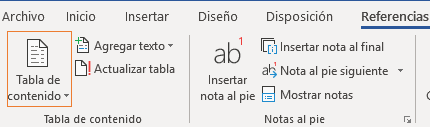 Archivo Inicio Insertar Diseño Disposición Referencias
Tabla de
contenido
Agregar texto
Actualizar tabla
Tabla de contenido
ab1
Insertar
nota al pie
Insertar nota al final
ab Nota al pie siguiente
Mostrar notas
Notas al pie